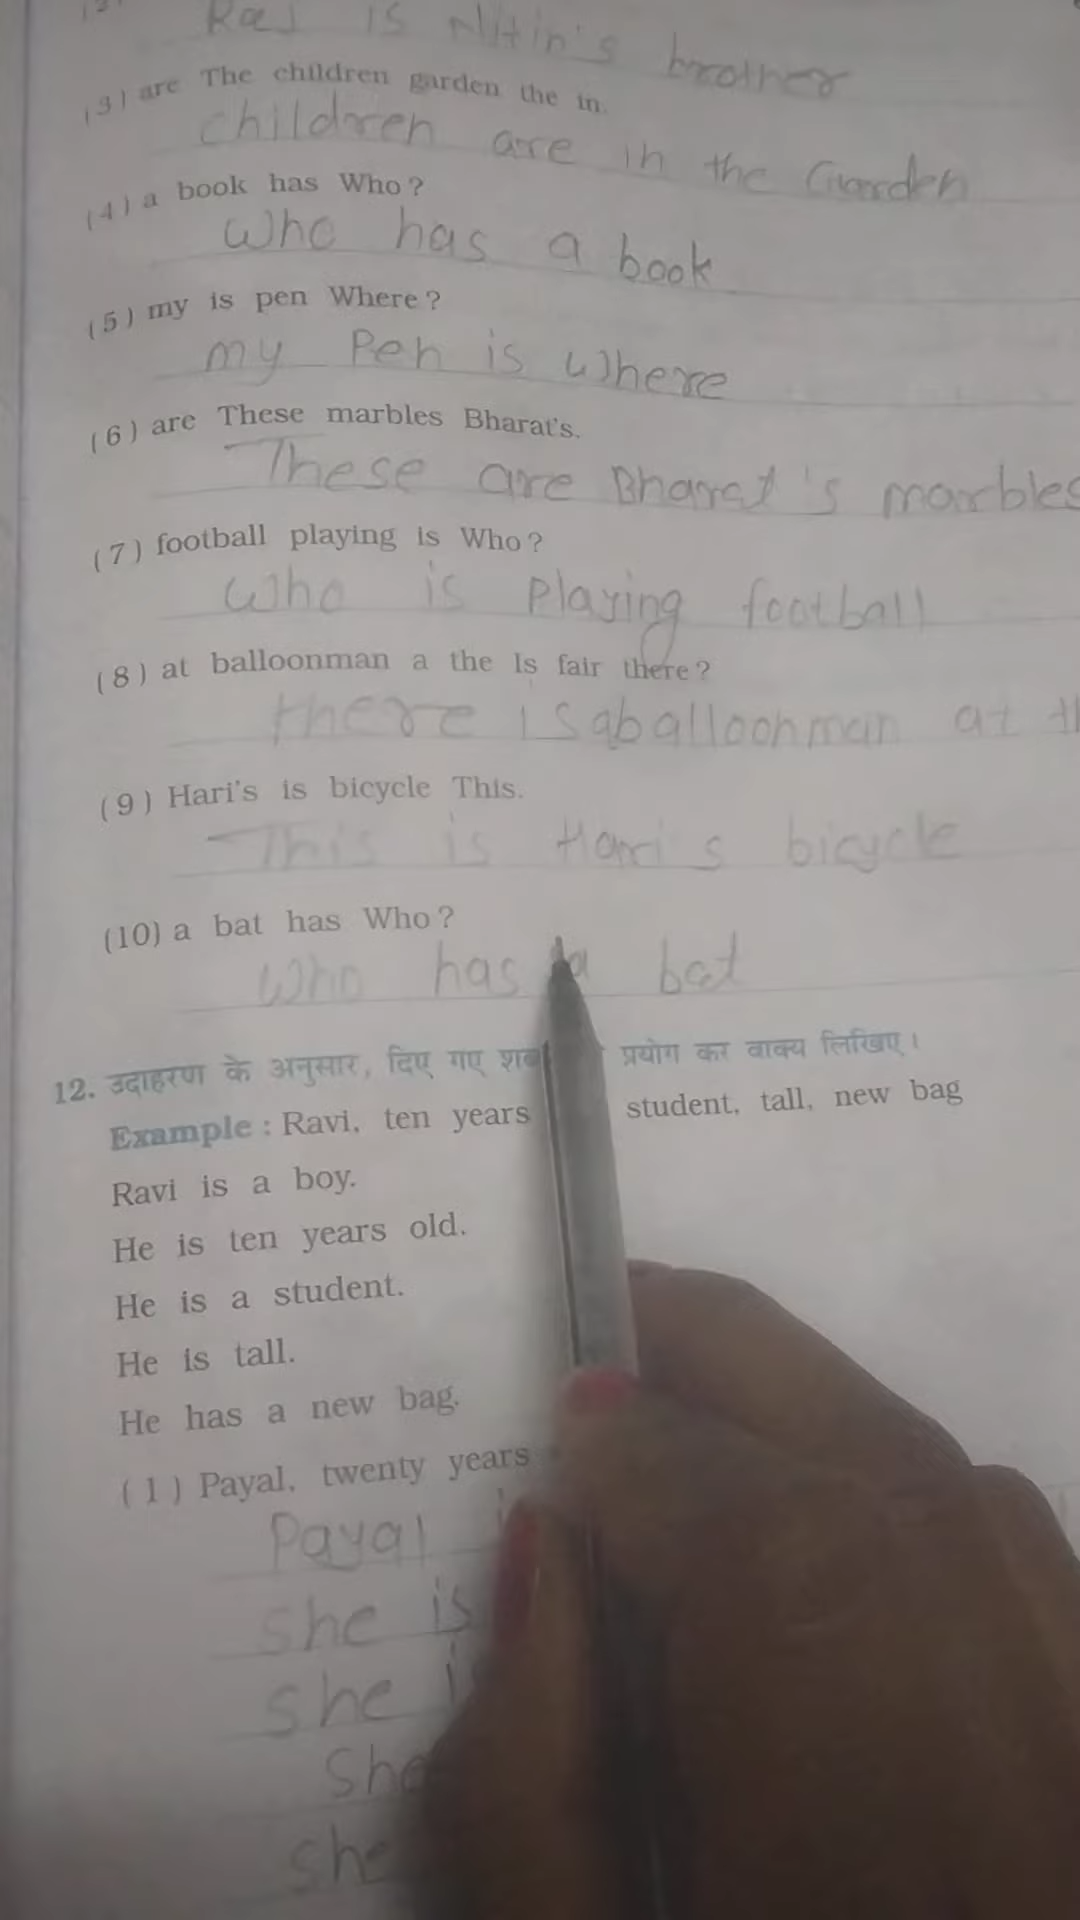 Raj is Nitin's brother
(3) are The children garden the in.
children are in the Garden
(4) a book has Who?
Who has a book
(5) my is pen Where?
my Pen is where
(6) are These marbles Bharat's.
These are Bharat's marbles
(7) football playing is Who?
Who is Playing football
(8) at balloonman a the Is fair there?
there is a balloonman at
(9) Hari's is bicycle This.
This is Hari's bicycle
(10) a bat has Who?
Who has a bat
12. उदाहरण के अनुसार, दिए गए प्रयोग कर वाक्य लिखिए।
Example : Ravi, ten years student, tall, new bag
Ravi is a boy.
He is ten years old.
He is a student.
He is tall.
He has a new bag.
(1) Payal, twenty years
Payal
she is
she
She
she